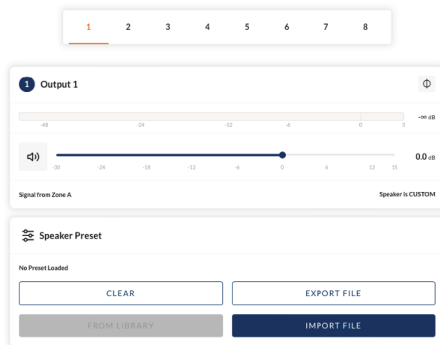 1 2 3 4 5 6 7 8
1 Output 1
-∞ dB
-48 -24 -12 -6 0 3
0.0 dB
-30 -24 -18 -12 -6 0 6 12 15
Signal from Zone A Speaker is CUSTOM
Speaker Preset
No Preset Loaded
CLEAR EXPORT FILE
FROM LIBRARY IMPORT FILE